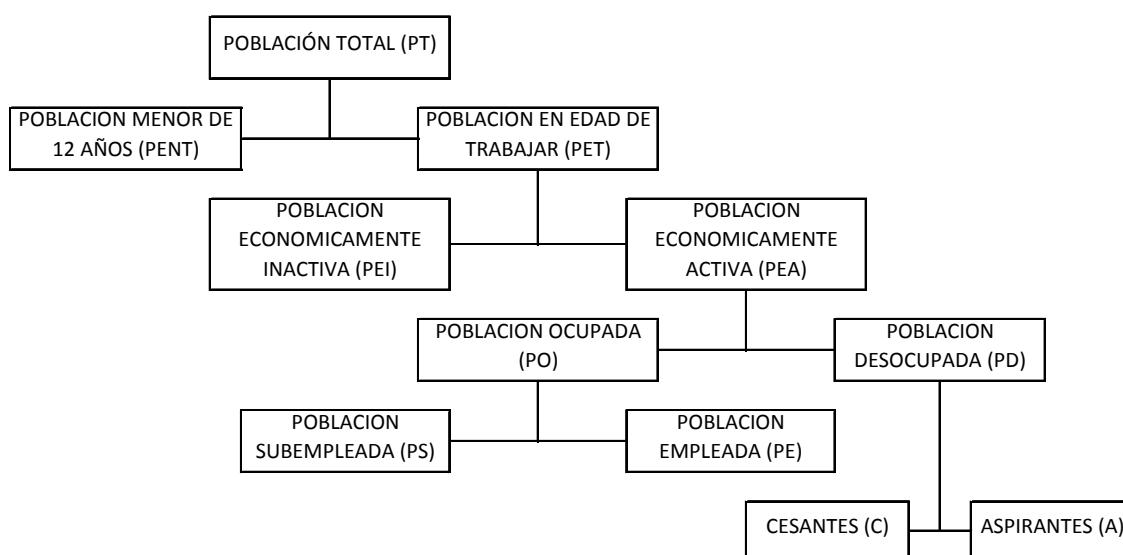 POBLACIÓN TOTAL (PT)
POBLACION MENOR DE
12 AÑOS (PENT)
POBLACION EN EDAD DE
TRABAJAR (PET)
POBLACION
ECONOMICAMENTE
INACTIVA (PEI)
POBLACION
ECONOMICAMENTE
ACTIVA (PEA)
POBLACION OCUPADA
(PO)
POBLACION
DESOCUPADA (PD)
POBLACION
SUBEMPLEADA (PS)
POBLACION
EMPLEADA (PE)
CESANTES (C)
ASPIRANTES (A)